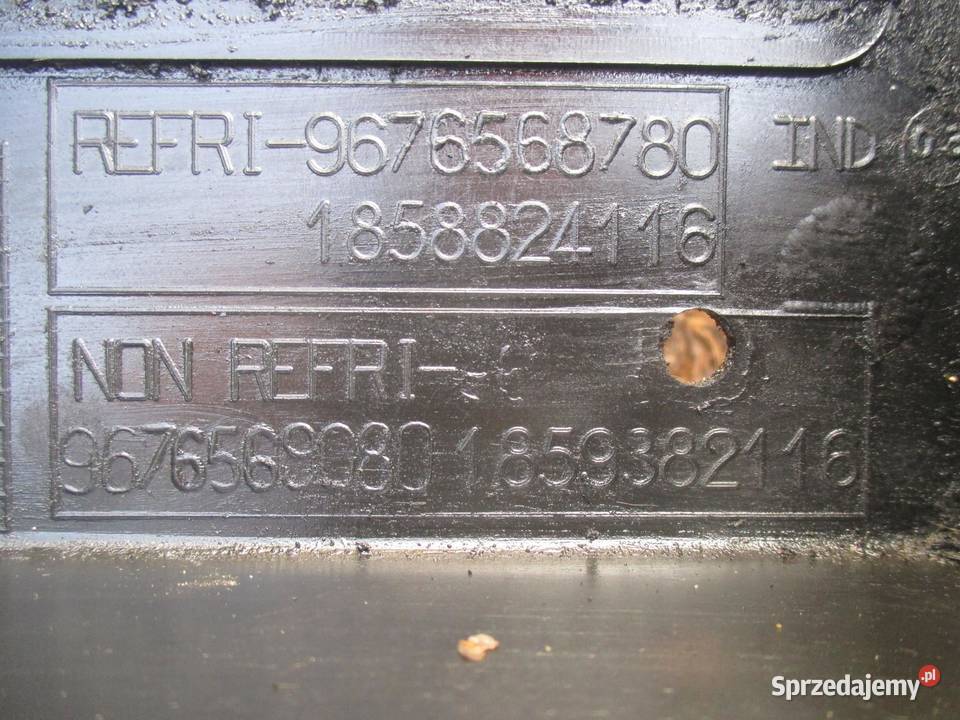 REFRI-9676568780 IND
1858824116
NON REFRI-
9676569080 1859382116
Sprzedajemy.pl